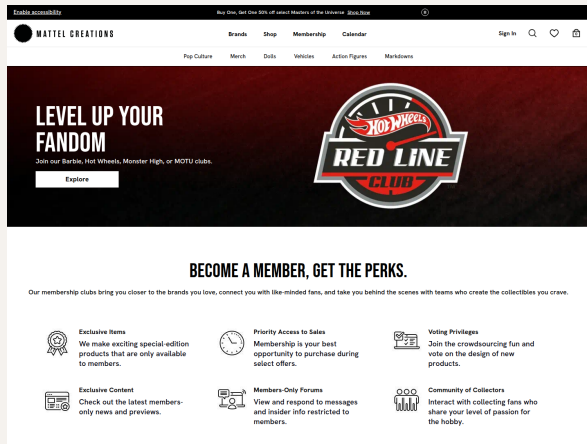 Enable accessibility
Buy One, Get One 50% off select Masters of the Universe Shop Now
MATTEL CREATIONS
Brands Shop Membership Calendar
Sign In
0
Pop Culture Merch Dolls Vehicles Action Figures Markdowns
LEVEL UP YOUR
FANDOM
Join our Barbie, Hot Wheels, Monster High, or MOTU clubs.
Explore
HOT WHEELS
RED LINE
CLUB
BECOME A MEMBER, GET THE PERKS.
Our membership clubs bring you closer to the brands you love, connect you with like-minded fans, and take you behind the scenes with teams who create the collectibles you crave.
Exclusive Items
We make exciting special-edition
products that are only available
to members.
Priority Access to Sales
Membership is your best
opportunity to purchase during
select offers.
Voting Privileges
Join the crowdsourcing fun and
vote on the design of new
products.
Exclusive Content
Check out the latest members-
only news and previews.
Members-Only Forums
View and respond to messages
and insider info restricted to
members.
Community of Collectors
Interact with collecting fans who
share your level of passion for
the hobby.